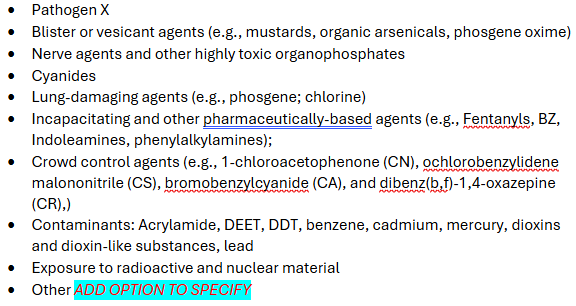 • Pathogen X
• Blister or vesicant agents (e.g., mustards, organic arsenicals, phosgene oxime)
• Nerve agents and other highly toxic organophosphates
• Cyanides
• Lung-damaging agents (e.g., phosgene; chlorine)
• Incapacitating and other pharmaceutically-based agents (e.g., Fentanyls, BZ,
Indoleamines, phenylalkylamines);
• Crowd control agents (e.g., 1-chloroacetophenone (CN), ochlorobenzylidene
malononitrile (CS), bromobenzylcyanide (CA), and dibenz(b,f)-1,4-oxazepine
(CR),)
• Contaminants: Acrylamide, DEET, DDT, benzene, cadmium, mercury, dioxins
and dioxin-like substances, lead
• Exposure to radioactive and nuclear material
• Other ADD OPTION TO SPECIFY